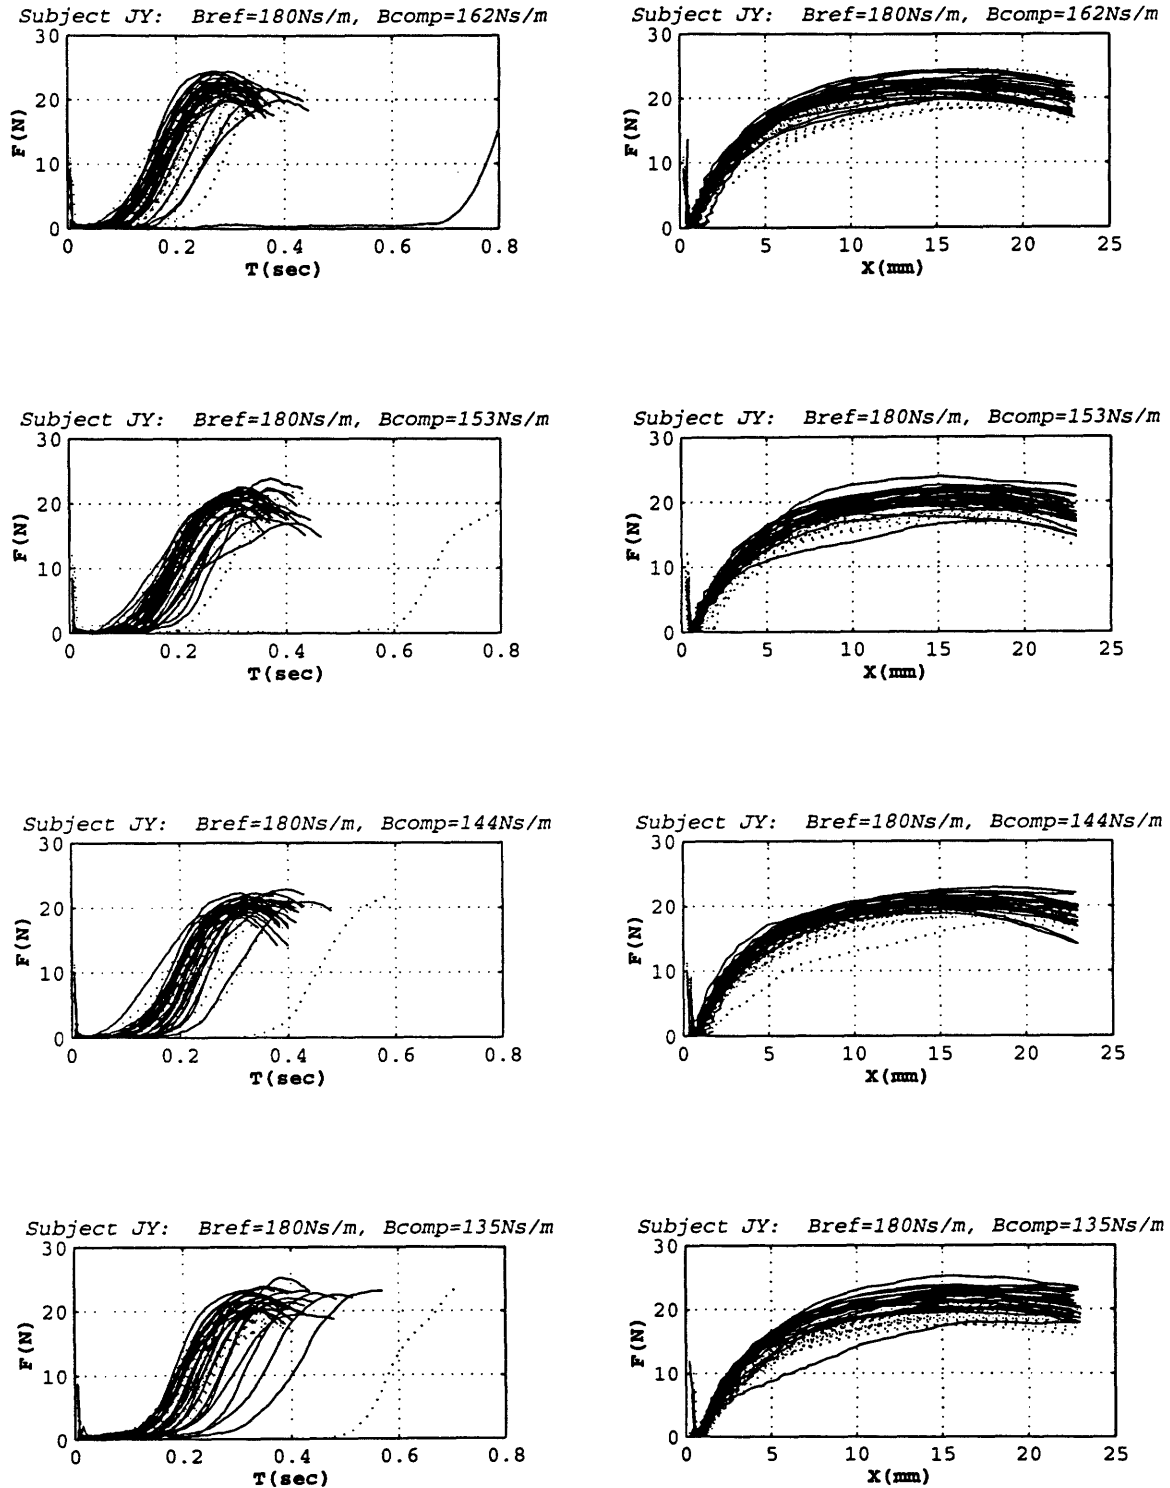 Subject JY: Bref=180Ns/m, Bcomp=162Ns/m
30
20
10
0
F(N)
0 0.2 0.4 0.6 0.8
T(sec)
Subject JY: Bref=180Ns/m, Bcomp=162Ns/m
30
20
10
0
F(N)
0 5 10 15 20 25
X(mm)
Subject JY: Bref=180Ns/m, Bcomp=153Ns/m
30
20
10
0
F(N)
0 0.2 0.4 0.6 0.8
T(sec)
Subject JY: Bref=180Ns/m, Bcomp=153Ns/m
30
20
10
0
F(N)
0 5 10 15 20 25
X(mm)
Subject JY: Bref=180Ns/m, Bcomp=144Ns/m
30
20
10
0
F(N)
0 0.2 0.4 0.6 0.8
T(sec)
Subject JY: Bref=180Ns/m, Bcomp=144Ns/m
30
20
10
0
F(N)
0 5 10 15 20 25
X(mm)
Subject JY: Bref=180Ns/m, Bcomp=135Ns/m
30
20
10
0
F(N)
0 0.2 0.4 0.6 0.8
T(sec)
Subject JY: Bref=180Ns/m, Bcomp=135Ns/m
30
20
10
0
F(N)
0 5 10 15 20 25
X(mm)